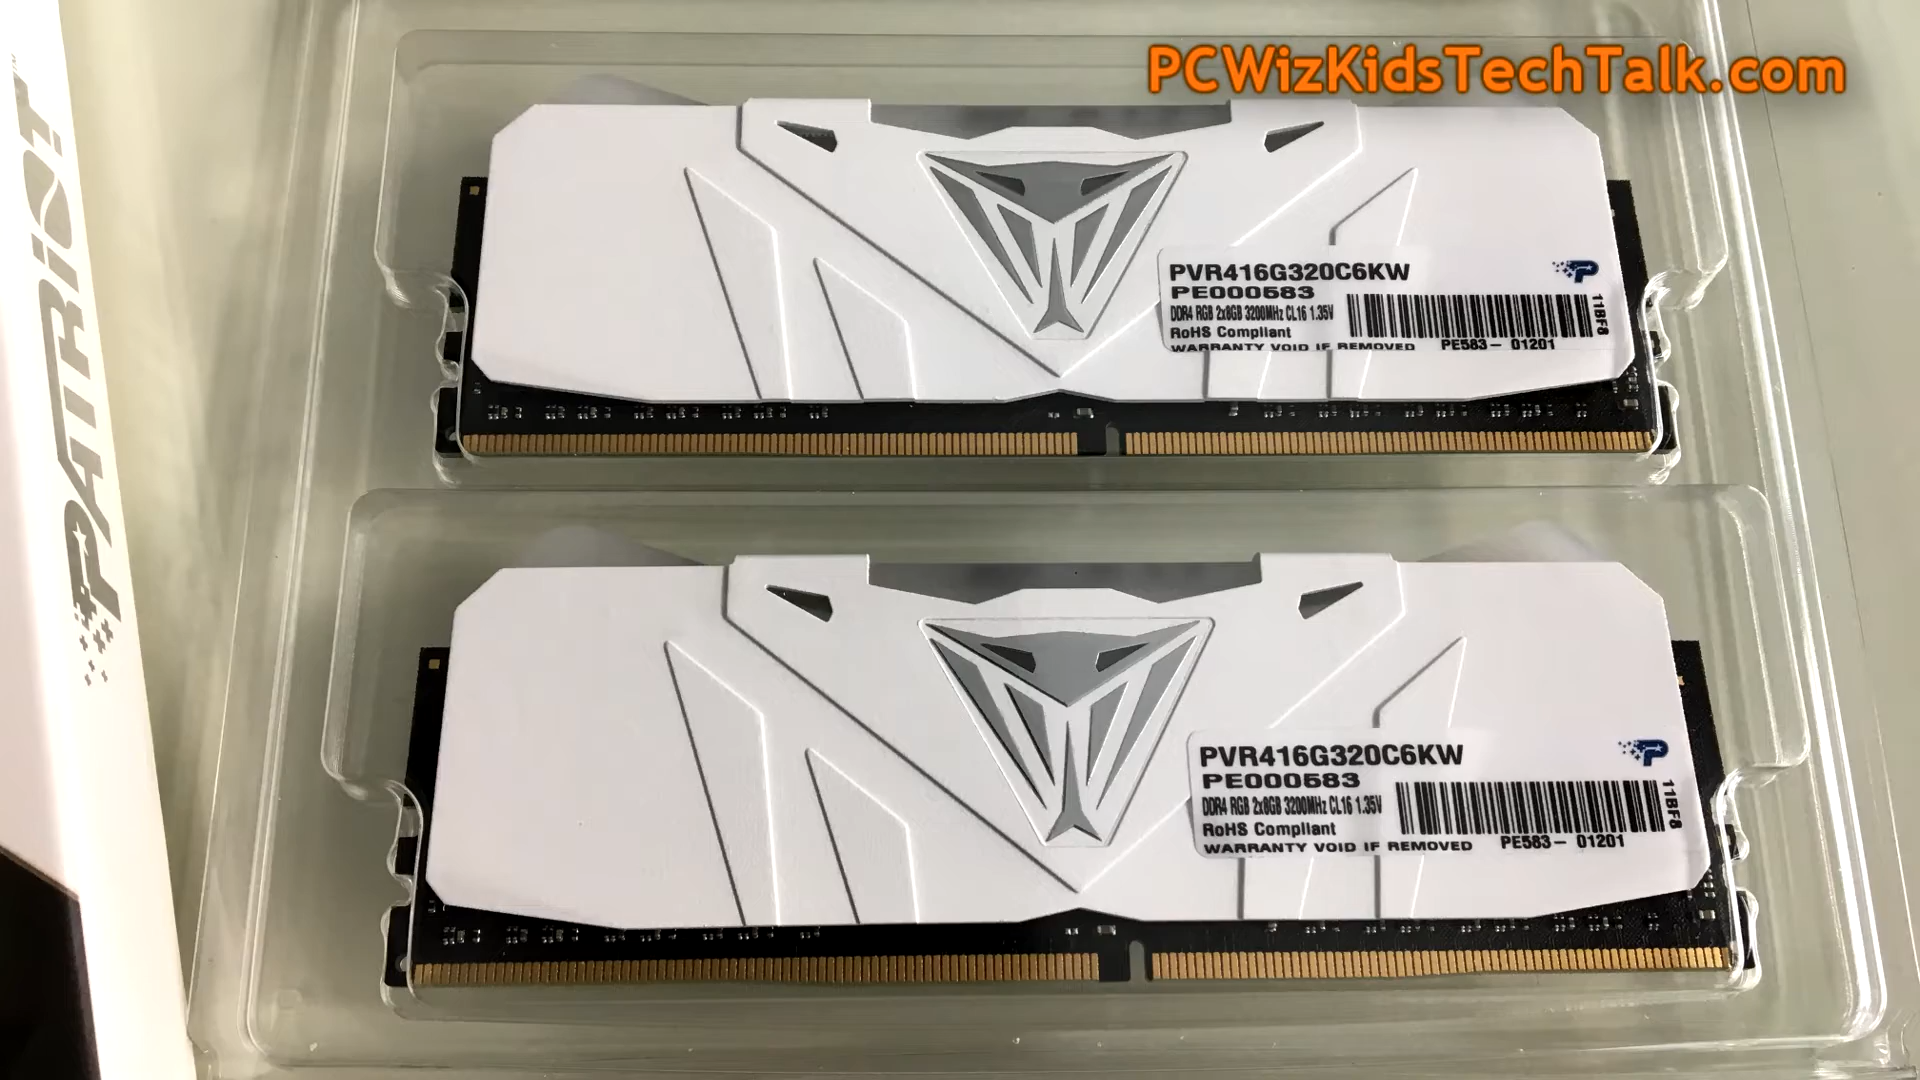 PCWizKidsTechTalk.com
PATRiOT
PVR416G320C6KW
PE000583
DDR4 RGB 2x8GB 3200MHz CL16 1.35V
RoHS Compliant
WARRANTY VOID IF REMOVED PE583- 01201
11BF8
PVR416G320C6KW
PE000583
DDR4 RGB 2x8GB 3200MHz CL16 1.35V
RoHS Compliant
WARRANTY VOID IF REMOVED PE583- 01201
11BF8